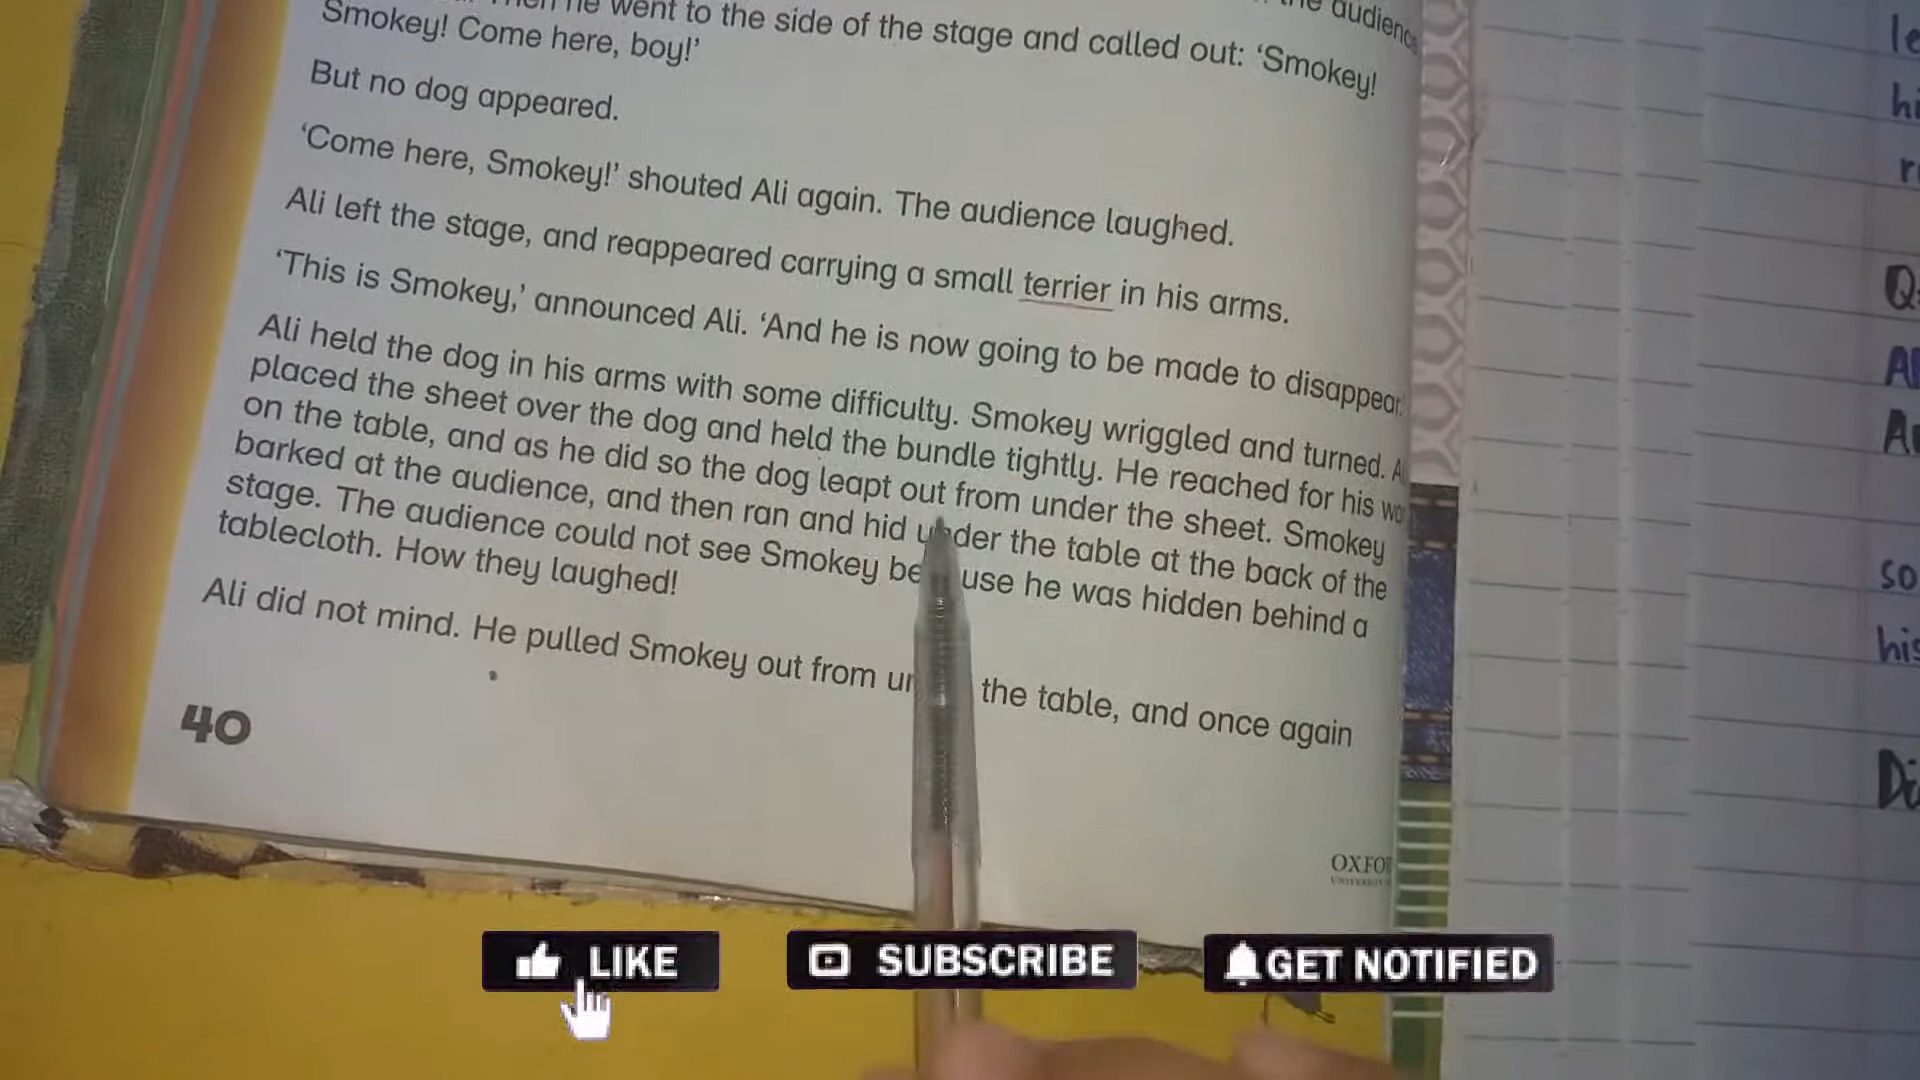 he went to the side of the stage and called out: ‘Smokey!
Smokey! Come here, boy!’
But no dog appeared.
‘Come here, Smokey!’ shouted Ali again. The audience laughed.
Ali left the stage, and reappeared carrying a small terrier in his arms.
‘This is Smokey,’ announced Ali. ‘And he is now going to be made to disappear.
Ali held the dog in his arms with some difficulty. Smokey wriggled and turned.
placed the sheet over the dog and held the bundle tightly. He reached for his
on the table, and as he did so the dog leapt out from under the sheet. Smokey
barked at the audience, and then ran and hid under the table at the back of the
stage. The audience could not see Smokey because he was hidden behind a
tablecloth. How they laughed!
Ali did not mind. He pulled Smokey out from the table, and once again
40
LIKE
SUBSCRIBE
GET NOTIFIED
so
his